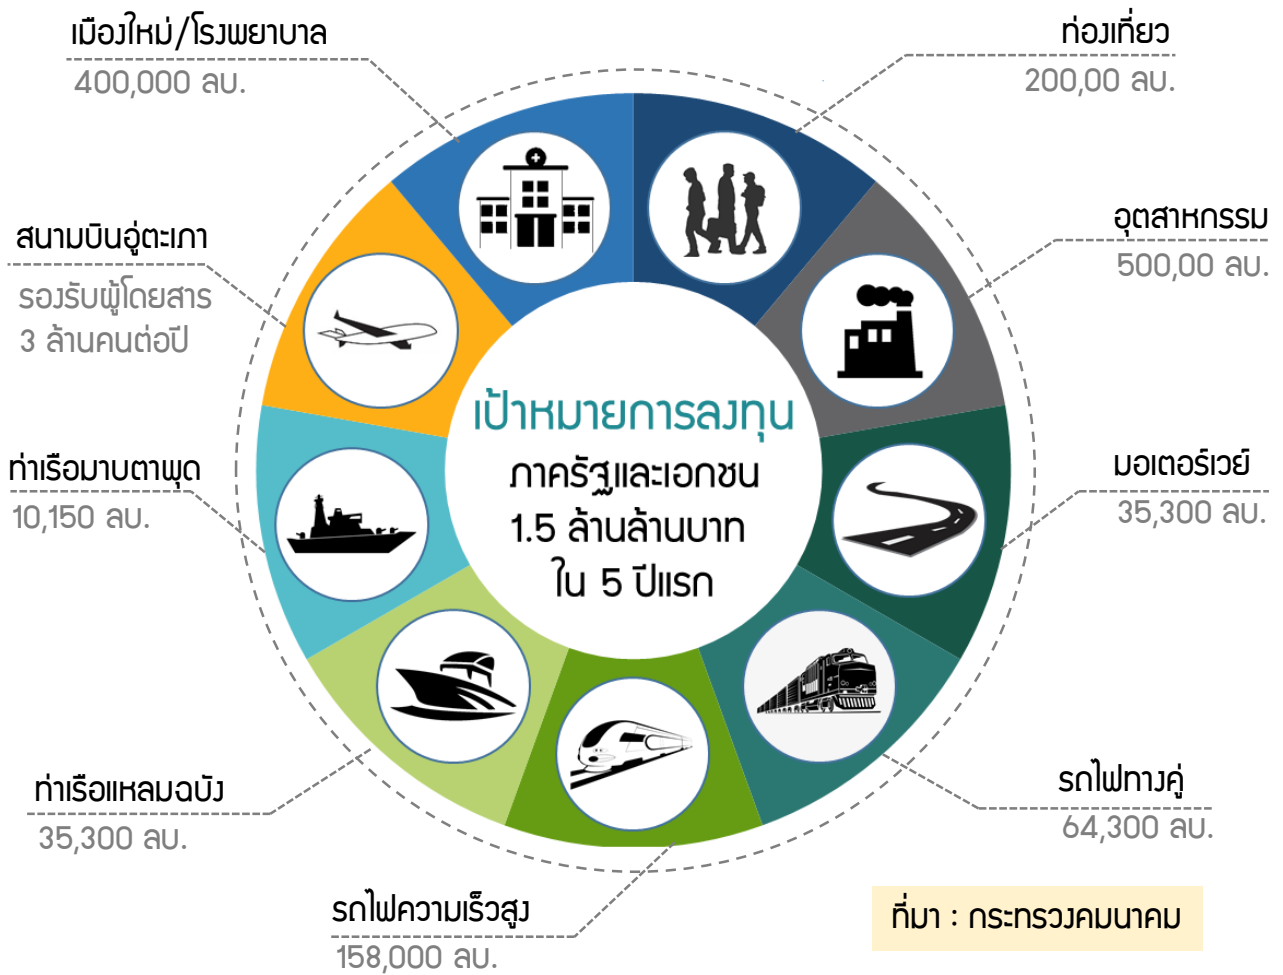 เมืองใหม่/โรงพยาบาล
400,000 ลบ.
ท่องเที่ยว
200,00 ลบ.
สนามบินอู่ตะเภา
รองรับผู้โดยสาร
3 ล้านคนต่อปี
อุตสาหกรรม
500,00 ลบ.
เป้าหมายการลงทุน
ภาครัฐและเอกชน
1.5 ล้านล้านบาท
ใน 5 ปีแรก
ท่าเรือมาบตาพุด
10,150 ลบ.
มอเตอร์เวย์
35,300 ลบ.
ท่าเรือแหลมฉบัง
35,300 ลบ.
รถไฟทางคู่
64,300 ลบ.
รถไฟความเร็วสูง
158,000 ลบ.
ที่มา : กระทรวงคมนาคม